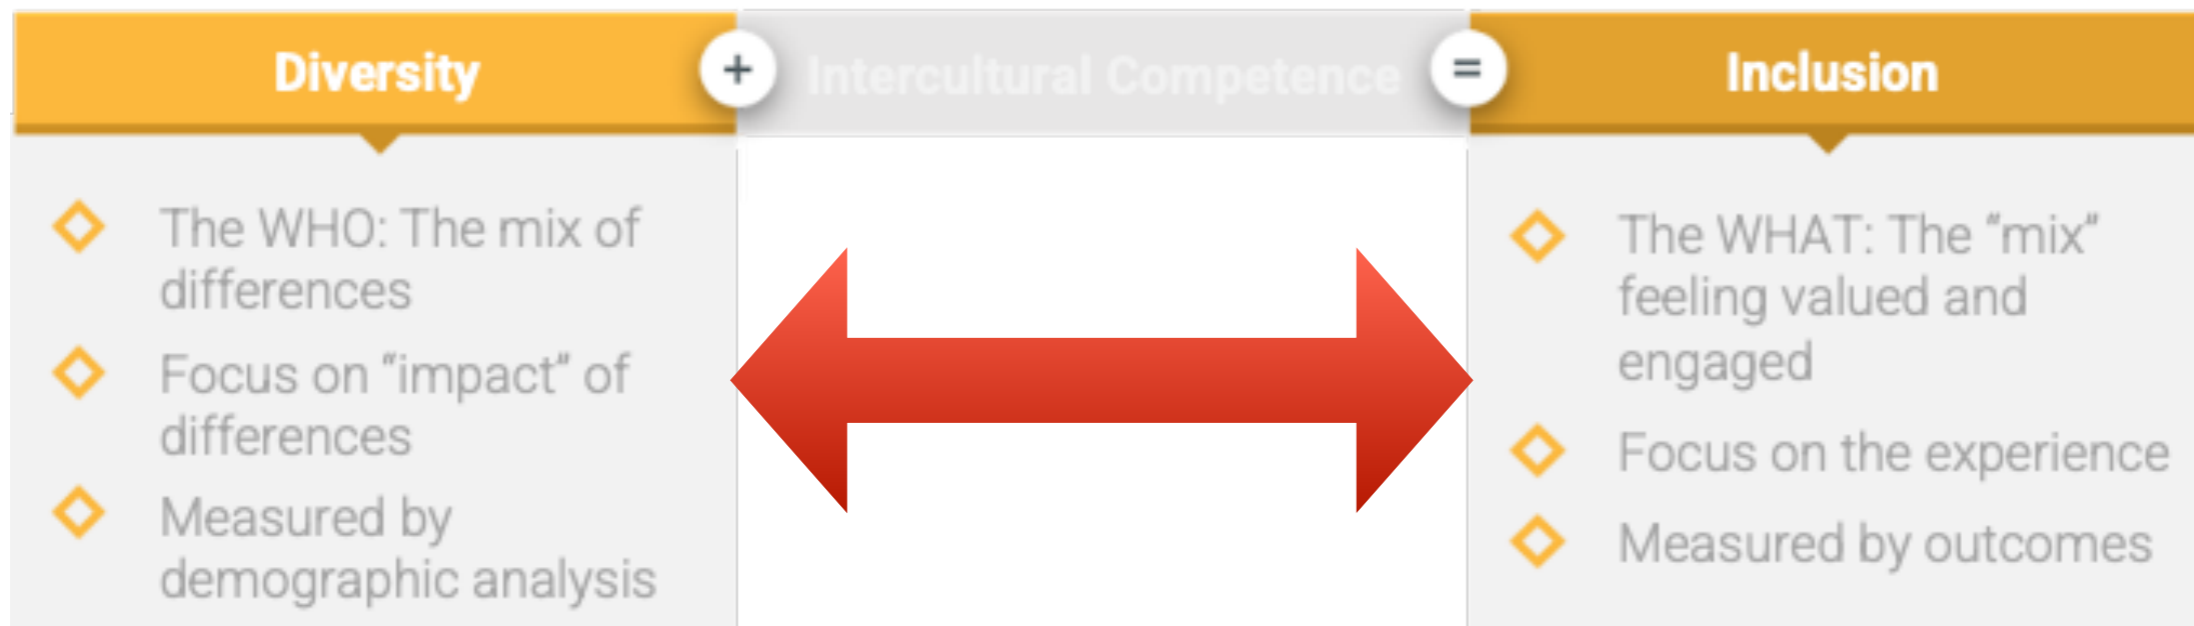 Diversity + Intercultural Competence = Inclusion
The WHO: The mix of
differences
Focus on “impact” of
differences
Measured by
demographic analysis
The WHAT: The “mix”
feeling valued and
engaged
Focus on the experience
Measured by outcomes